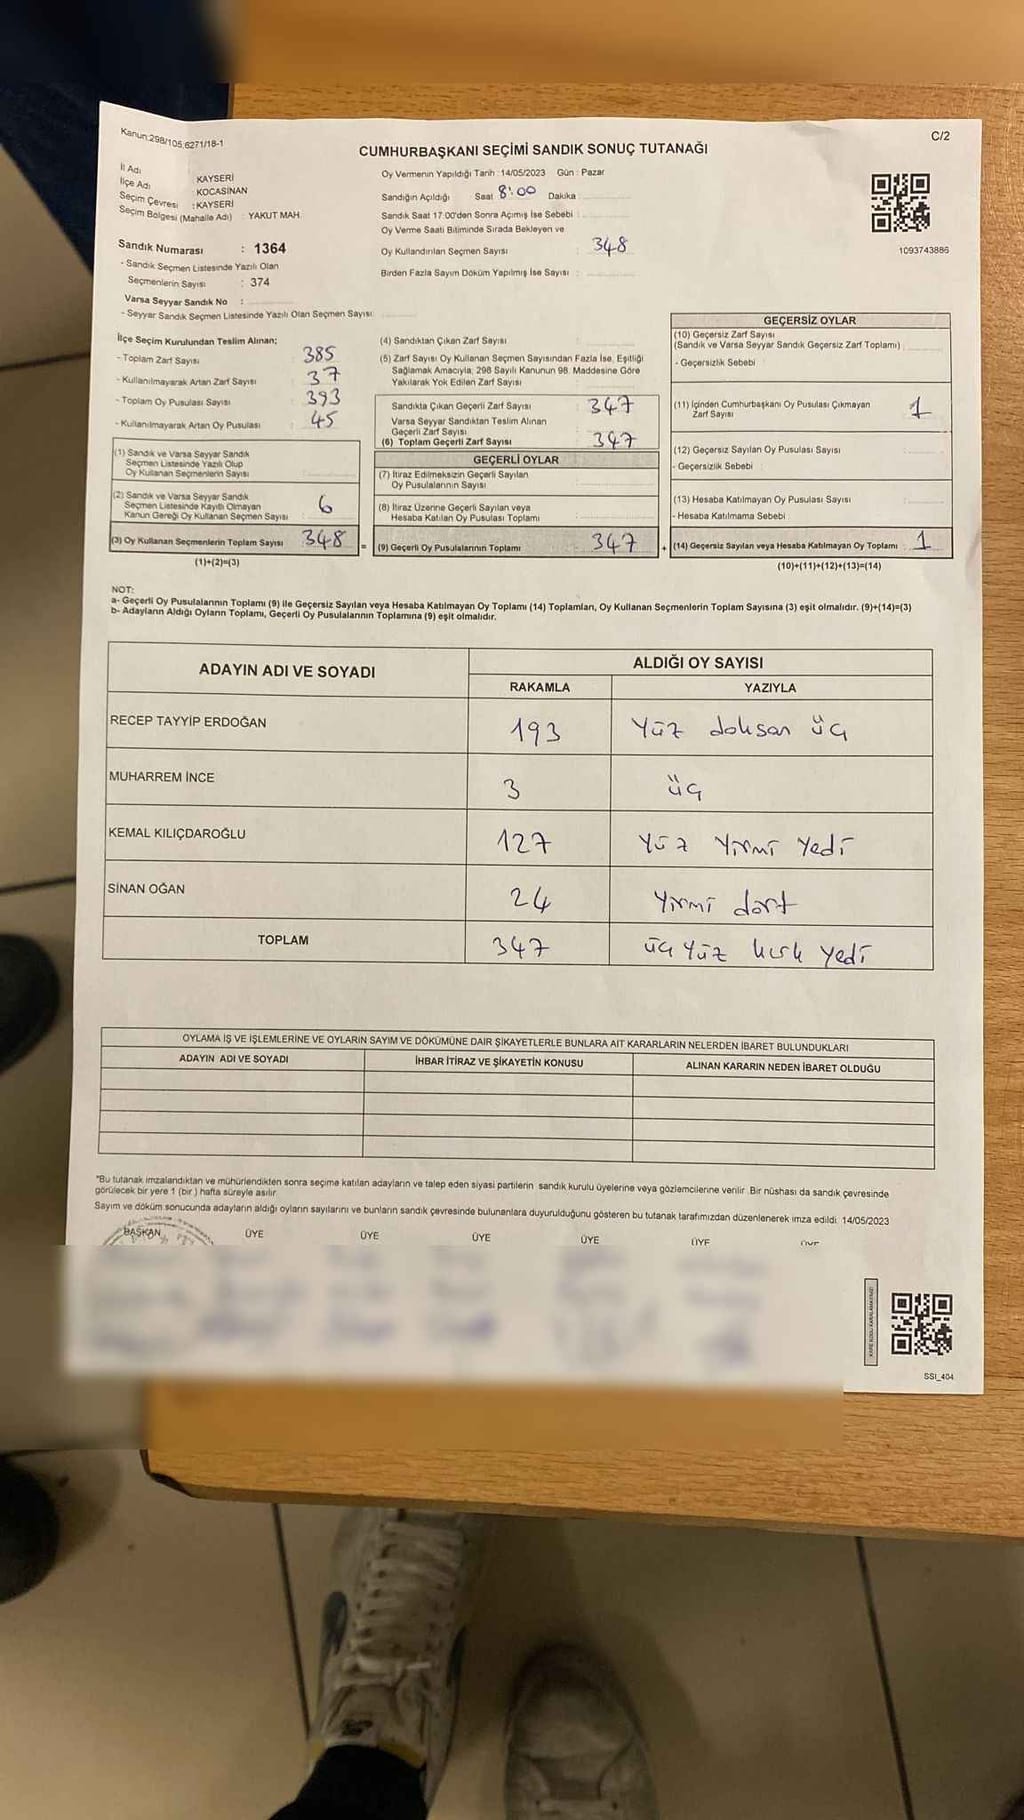 Kanun:298/105,6271/18-1
C/2
CUMHURBAŞKANI SEÇİMİ SANDIK SONUÇ TUTANAĞI
İl Adı KAYSERİ
İlçe Adı : KOCASİNAN
Seçim Çevresi : KAYSERİ
Seçim Bölgesi (Mahalle Adı) : YAKUT MAH.
Sandık Numarası : 1364
- Sandık Seçmen Listesinde Yazılı Olan
Seçmenlerin Sayısı : 374
Varsa Seyyar Sandık No :
- Seyyar Sandık Seçmen Listesinde Yazılı Olan Seçmen Sayısı:
Oy Vermenin Yapıldığı Tarih : 14/05/2023 Gün : Pazar
Sandığın Açıldığı Saat 8:00 Dakika
Sandık Saat 17:00'den Sonra Açımış İse Sebebi :
Oy Verme Saati Bitiminde Sırada Bekleyen ve
Oy Kullandırılan Seçmen Sayısı : 348
Birden Fazla Sayım Döküm Yapılmış İse Sayısı :
1093743886
İlçe Seçim Kurulundan Teslim Alınan;
- Toplam Zarf Sayısı : 385
- Kullanılmayarak Artan Zarf Sayısı : 37
- Toplam Oy Pusulası Sayısı : 393
- Kullanılmayarak Artan Oy Pusulası : 45
(1) Sandık ve Varsa Seyyar Sandık
Seçmen Listesinde Yazılı Olup
Oy Kullanan Seçmenlerin Sayısı
(2) Sandık ve Varsa Seyyar Sandık
Seçmen Listesinde Kayıtlı Olmayan
Kanun Gereği Oy Kullanan Seçmen Sayısı : 6
(3) Oy Kullanan Seçmenlerin Toplam Sayısı : 348
(1)+(2)=(3)
(4) Sandıktan Çıkan Zarf Sayısı
(5) Zarf Sayısı Oy Kullanan Seçmen Sayısından Fazla İse, Eşitliği
Sağlamak Amacıyla, 298 Sayılı Kanunun 98. Maddesine Göre
Yakılarak Yok Edilen Zarf Sayısı
Sandıkta Çıkan Geçerli Zarf Sayısı : 347
Varsa Seyyar Sandıktan Teslim Alınan
Geçerli Zarf Sayısı
(6) Toplam Geçerli Zarf Sayısı : 347
GEÇERLİ OYLAR
(7) İtiraz Edilmeksizin Geçerli Sayılan
Oy Pusulalarının Sayısı
(8) İtiraz Üzerine Geçerli Sayılan veya
Hesaba Katılan Oy Pusulası Toplamı
= (9) Geçerli Oy Pusulalarının Toplamı : 347
GEÇERSİZ OYLAR
(10) Geçersiz Zarf Sayısı
(Sandık ve Varsa Seyyar Sandık Geçersiz Zarf Toplamı)
- Geçersizlik Sebebi
(11) İçinden Cumhurbaşkanı Oy Pusulası Çıkmayan 1
Zarf Sayısı
(12) Geçersiz Sayılan Oy Pusulası Sayısı
- Geçersizlik Sebebi :
(13) Hesaba Katılmayan Oy Pusulası Sayısı
- Hesaba Katılmama Sebebi :
+ (14) Geçersiz Sayılan veya Hesaba Katılmayan Oy Toplamı : 1
(10)+(11)+(12)+(13)=(14)
NOT:
a- Geçerli Oy Pusulalarının Toplamı (9) ile Geçersiz Sayılan veya Hesaba Katılmayan Oy Toplamı (14) Toplamları, Oy Kullanan Seçmenlerin Toplam Sayısına (3) eşit olmalıdır. (9)+(14)=(3)
b- Adayların Aldığı Oyların Toplamı, Geçerli Oy Pusulalarının Toplamına (9) eşit olmalıdır.
ADAYIN ADI VE SOYADI
ALDIĞI OY SAYISI
RAKAMLA YAZIYLA
RECEP TAYYİP ERDOĞAN 193 Yüz doksan üç
MUHARREM İNCE 3 üç
KEMAL KILIÇDAROĞLU 127 Yüz Yirmi Yedi
SİNAN OĞAN 24 Yirmi dört
TOPLAM 347 üç Yüz kırk Yedi
OYLAMA İŞ VE İŞLEMLERİNE VE OYLARIN SAYIM VE DÖKÜMÜNE DAİR ŞİKAYETLERLE BUNLARA AİT KARARLARIN NELERDEN İBARET BULUNDUKLARI
ADAYIN ADI VE SOYADI İHBAR İTİRAZ VE ŞİKAYETİN KONUSU ALINAN KARARIN NEDEN İBARET OLDUĞU
*Bu tutanak imzalandıktan ve mühürlendikten sonra seçime katılan adayların ve talep eden siyasi partilerin sandık kurulu üyelerine veya gözlemcilerine verilir .Bir nüshası da sandık çevresinde
görülecek bir yere 1 (bir ) hafta süreyle asılır.
Sayım ve döküm sonucunda adayların aldığı oyların sayılarını ve bunların sandık çevresinde bulunanlara duyurulduğunu gösteren bu tutanak tarafımızdan düzenlenerek imza edildi. 14/05/2023
BAŞKAN ÜYE ÜYE ÜYE ÜYE ÜYE ÜYE
SSI_404